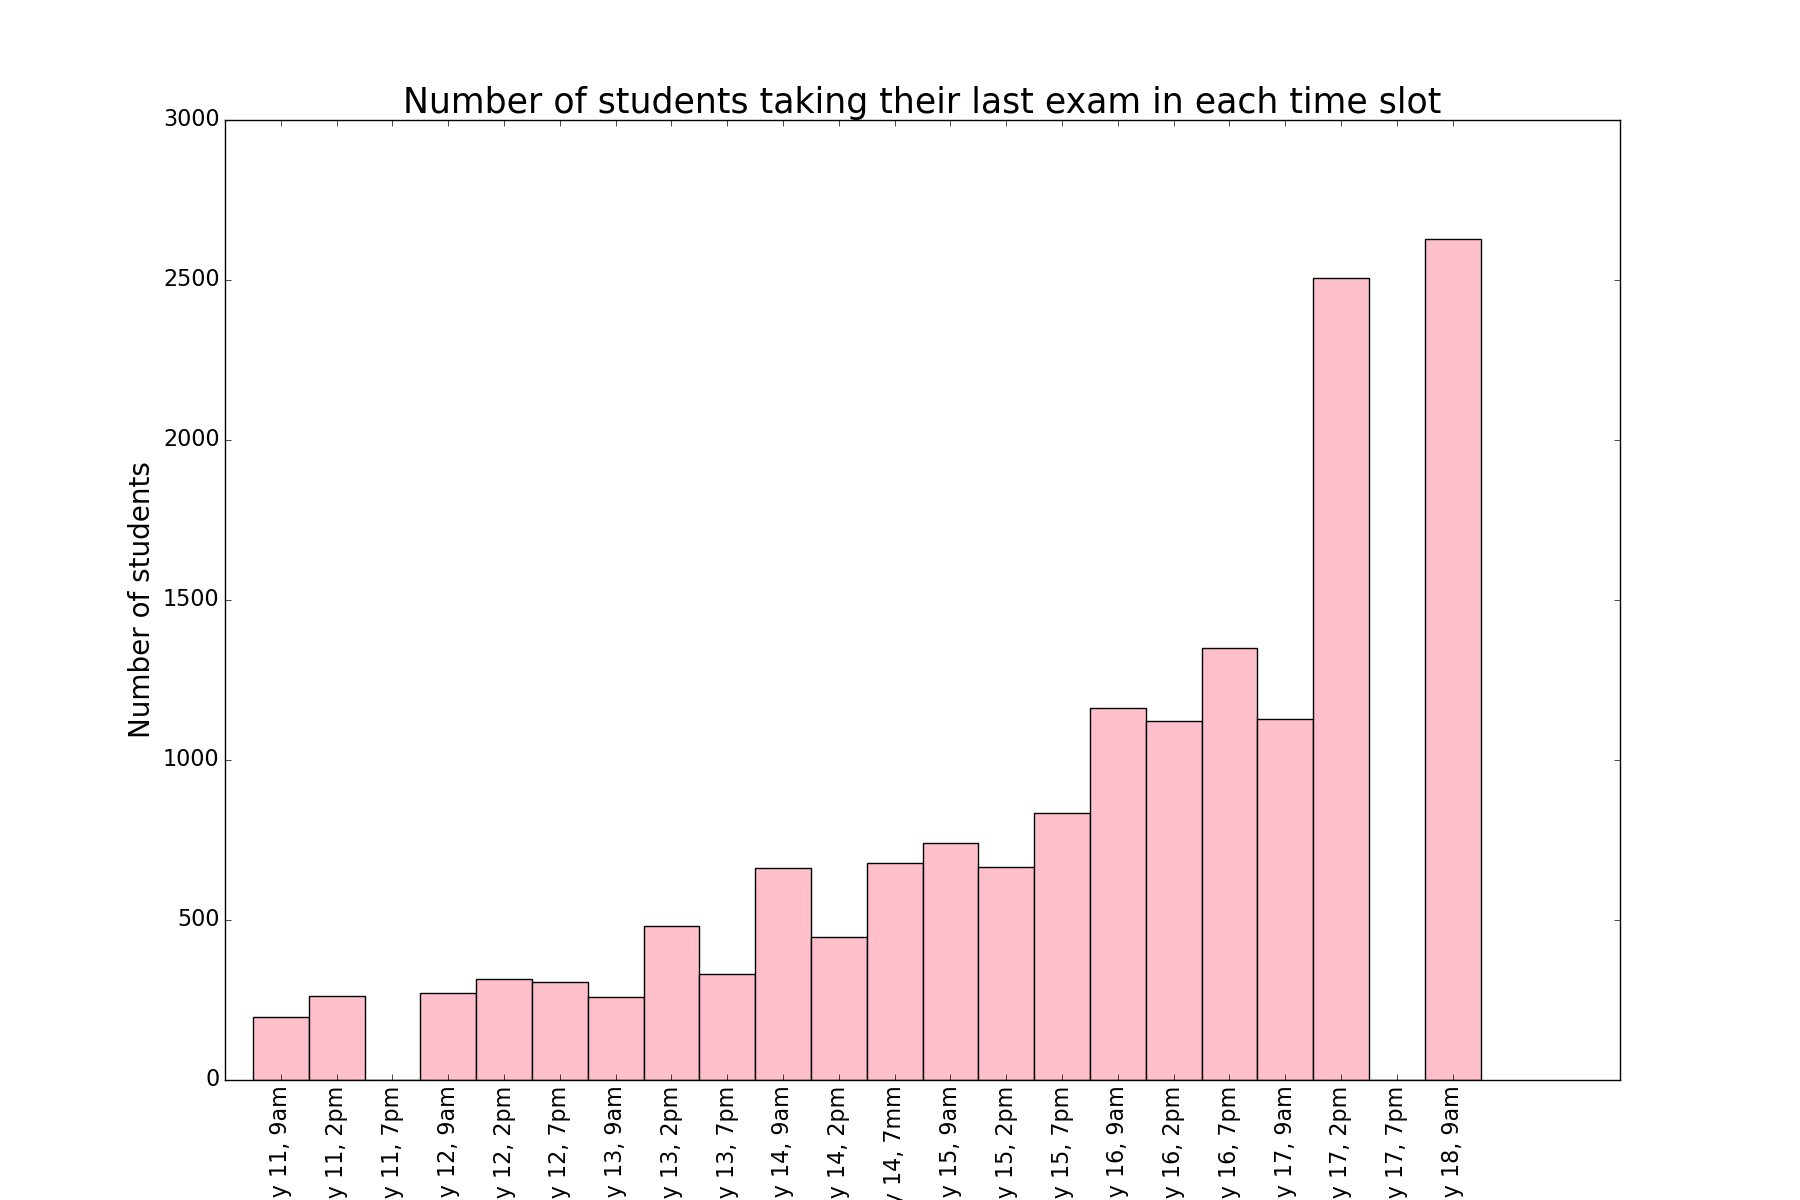 Number of students taking their last exam in each time slot
3000
2500
2000
1500
1000
500
0
Number of students
y 11, 9am
y 11, 2pm
y 11, 7pm
y 12, 9am
y 12, 2pm
y 12, 7pm
y 13, 9am
y 13, 2pm
y 13, 7pm
y 14, 9am
y 14, 2pm
y 14, 7mm
y 15, 9am
y 15, 2pm
y 15, 7pm
y 16, 9am
y 16, 2pm
y 16, 7pm
y 17, 9am
y 17, 2pm
y 17, 7pm
y 18, 9am